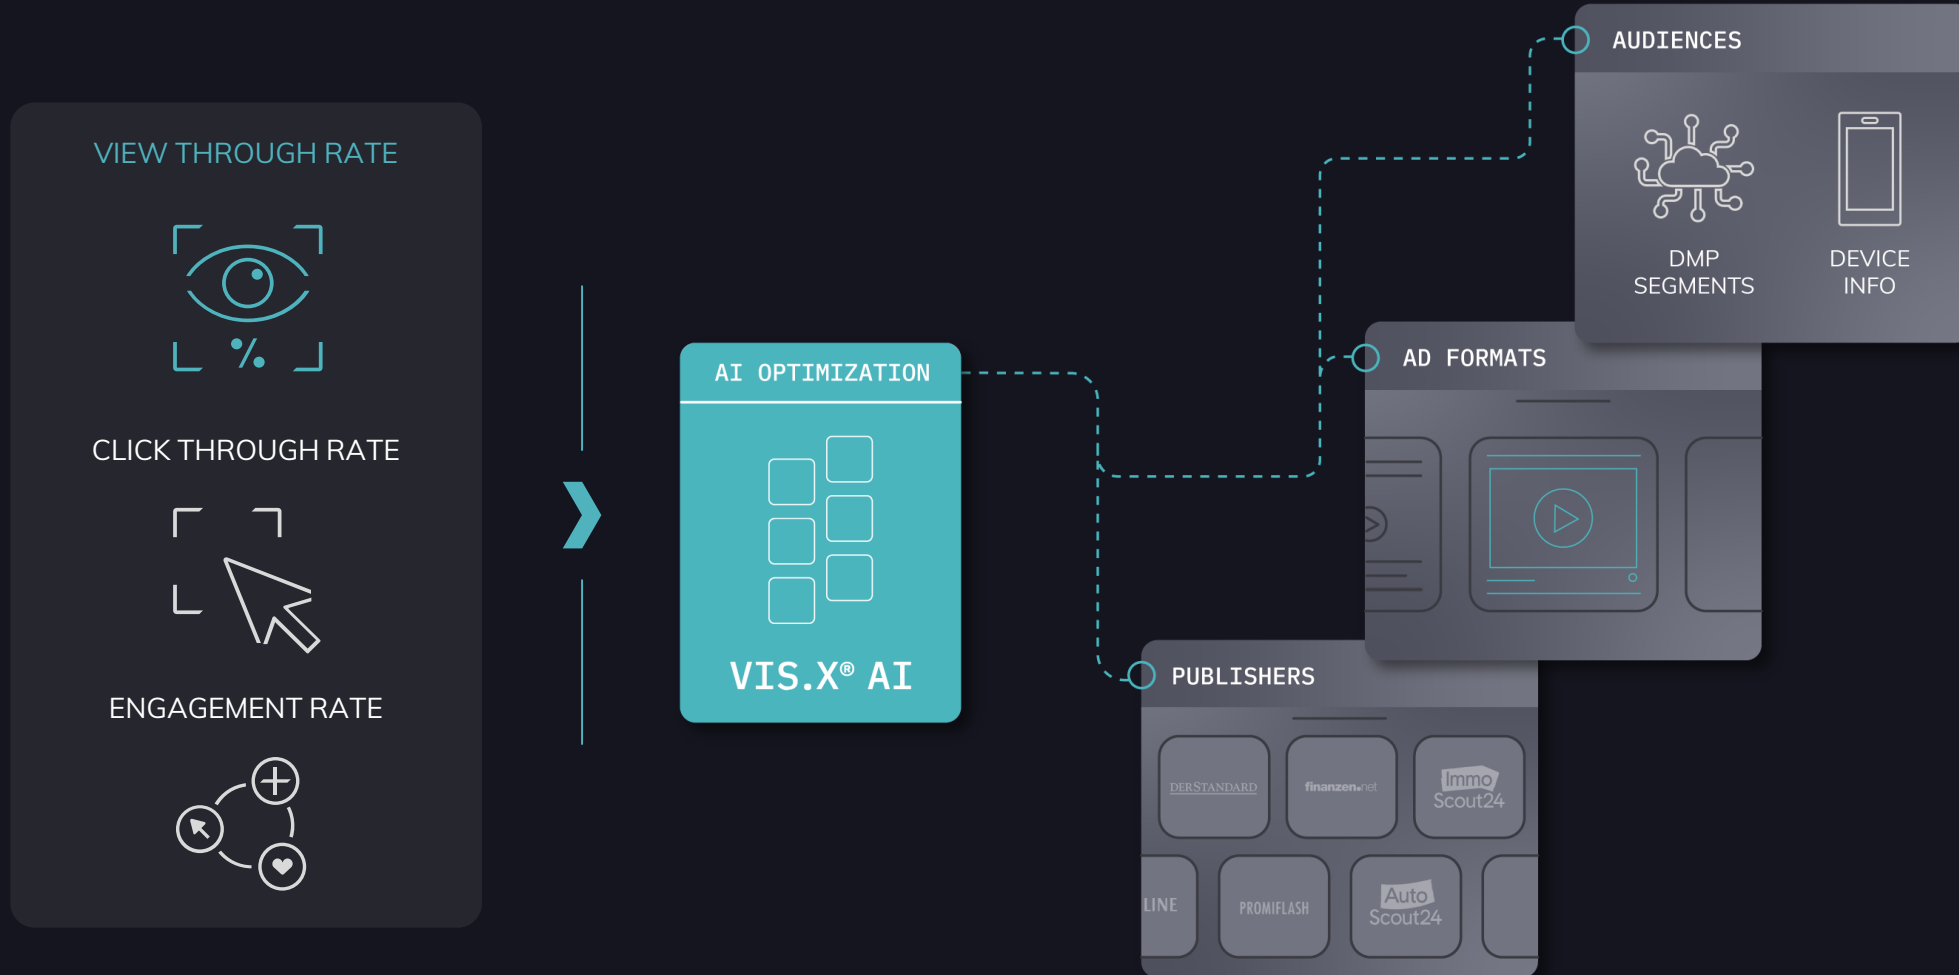 VIEW THROUGH RATE
%
CLICK THROUGH RATE
ENGAGEMENT RATE
AI OPTIMIZATION
VIS.X® AI
AUDIENCES
DMP
SEGMENTS
DEVICE
INFO
AD FORMATS
PUBLISHERS
DERSTANDARD
finanzen.net
Immo
Scout24
LINE
PROMIFLASH
Auto
Scout24